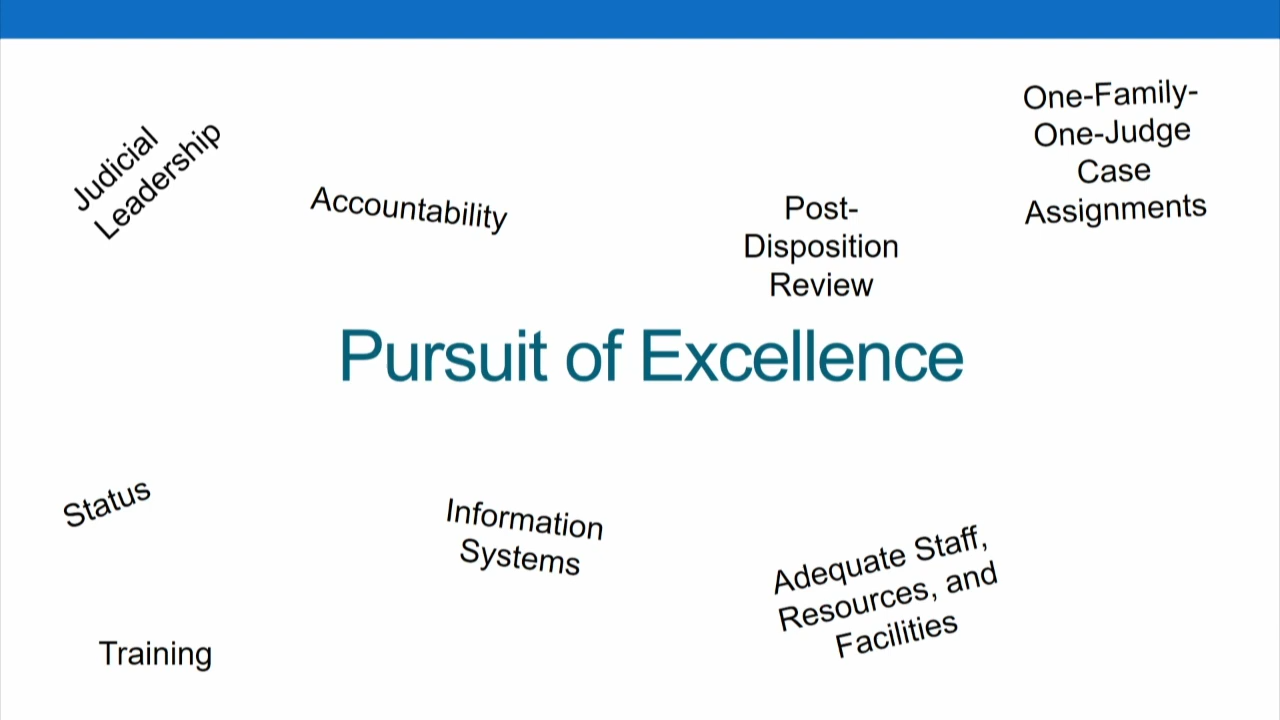 Judicial
Leadership
Accountability
Post-
Disposition
Review
One-Family-
One-Judge
Case
Assignments
Pursuit of Excellence
Status
Information
Systems
Adequate Staff,
Resources, and
Facilities
Training